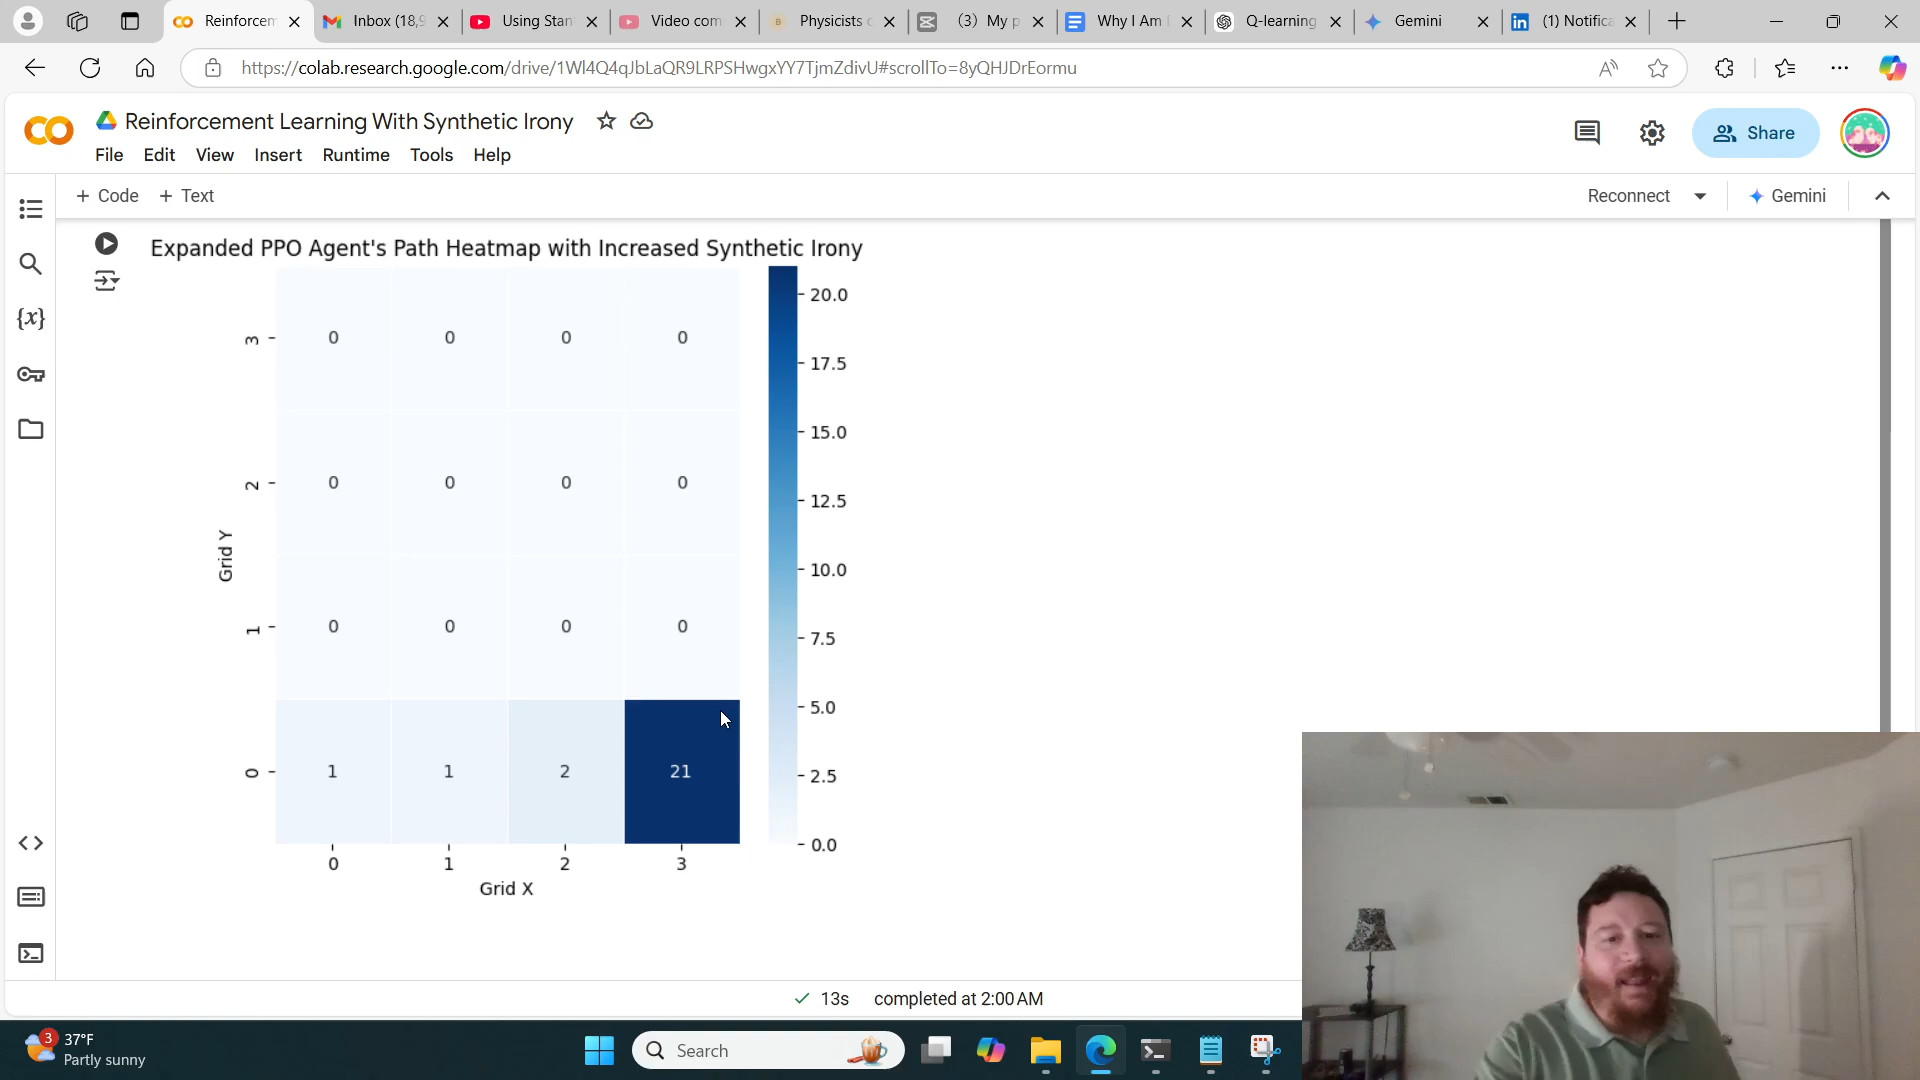 Reinforcem
Inbox (18,9
Using Stan
Video com
Physicists c
(3) My p
Why I Am
Q-learning
Gemini
(1) Notifica
https://colab.research.google.com/drive/1Wl4Q4qJbLaQR9LRPSHwgxYY7TjmZdivU#scrollTo=8yQHJDrEormu
Reinforcement Learning With Synthetic Irony
Share
File Edit View Insert Runtime Tools Help
+ Code + Text
Reconnect
Gemini
Expanded PPO Agent's Path Heatmap with Increased Synthetic Irony
20.0
3 0 0 0 0
17.5
15.0
2 0 0 0 0
12.5
Grid Y
10.0
1 0 0 0 0
7.5
5.0
0 1 1 2 21
2.5
0.0
0 1 2 3
Grid X
13s completed at 2:00 AM
3
37°F
Partly sunny
Search